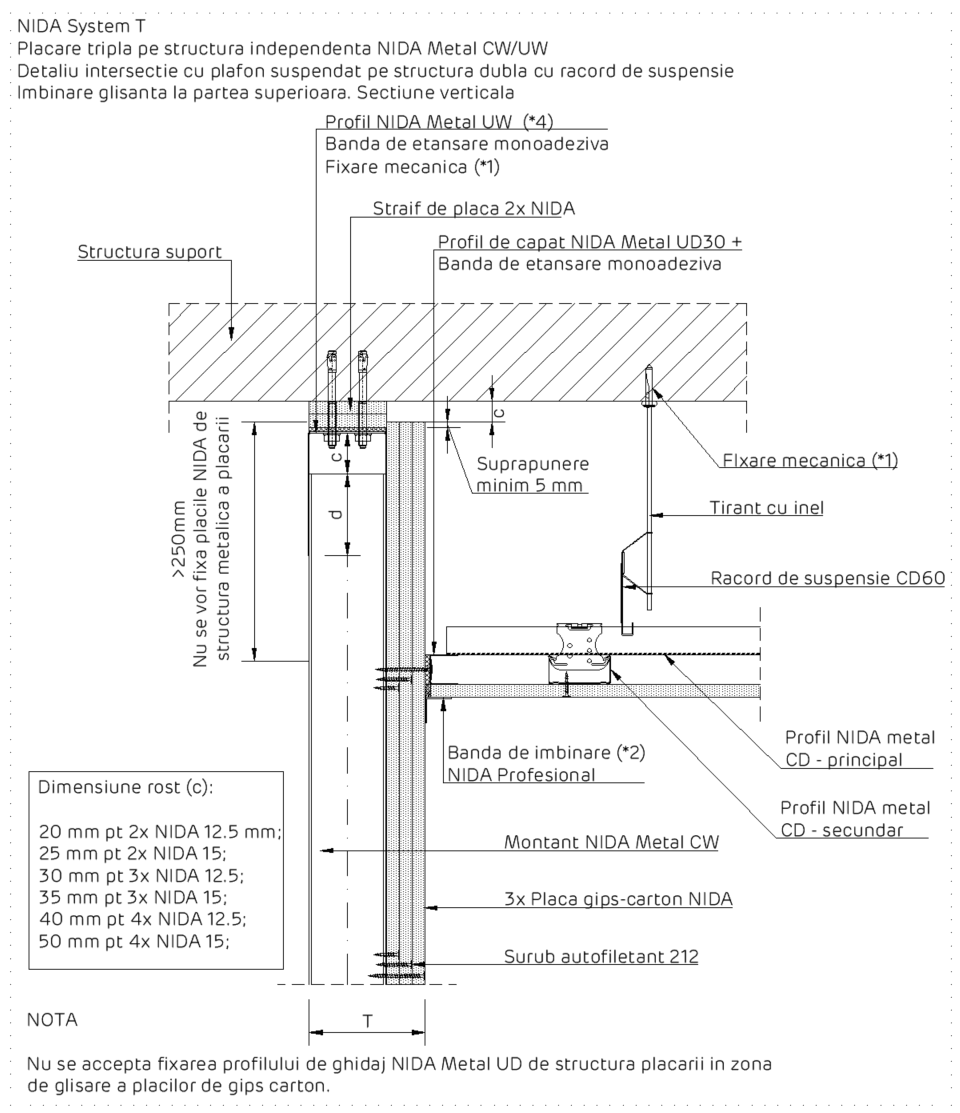 NIDA System T
Placare tripla pe structura independenta NIDA Metal CW/UW
Detaliu intersectie cu plafon suspendat pe structura dubla cu racord de suspensie
Imbinare glisanta la partea superioara. Sectiune verticala
Profil NIDA Metal UW (*4)
Banda de etansare monoadeziva
Fixare mecanica (*1)
Straif de placa 2x NIDA
Profil de capat NIDA Metal UD30 +
Banda de etansare monoadeziva
Structura suport
c
c
d
>250mm
Nu se vor fixa placile NIDA de
structura metalica a placarii
Suprapunere
minim 5 mm
FIxare mecanica (*1)
Tirant cu inel
Racord de suspensie CD60
Banda de imbinare (*2)
NIDA Profesional
Profil NIDA metal
CD - principal
Profil NIDA metal
CD - secundar
Dimensiune rost (c):
20 mm pt 2x NIDA 12.5 mm;
25 mm pt 2x NIDA 15;
30 mm pt 3x NIDA 12.5;
35 mm pt 3x NIDA 15;
40 mm pt 4x NIDA 12.5;
50 mm pt 4x NIDA 15;
Montant NIDA Metal CW
3x Placa gips-carton NIDA
Surub autofiletant 212
T
NOTA
Nu se accepta fixarea profilului de ghidaj NIDA Metal UD de structura placarii in zona
de glisare a placilor de gips carton.